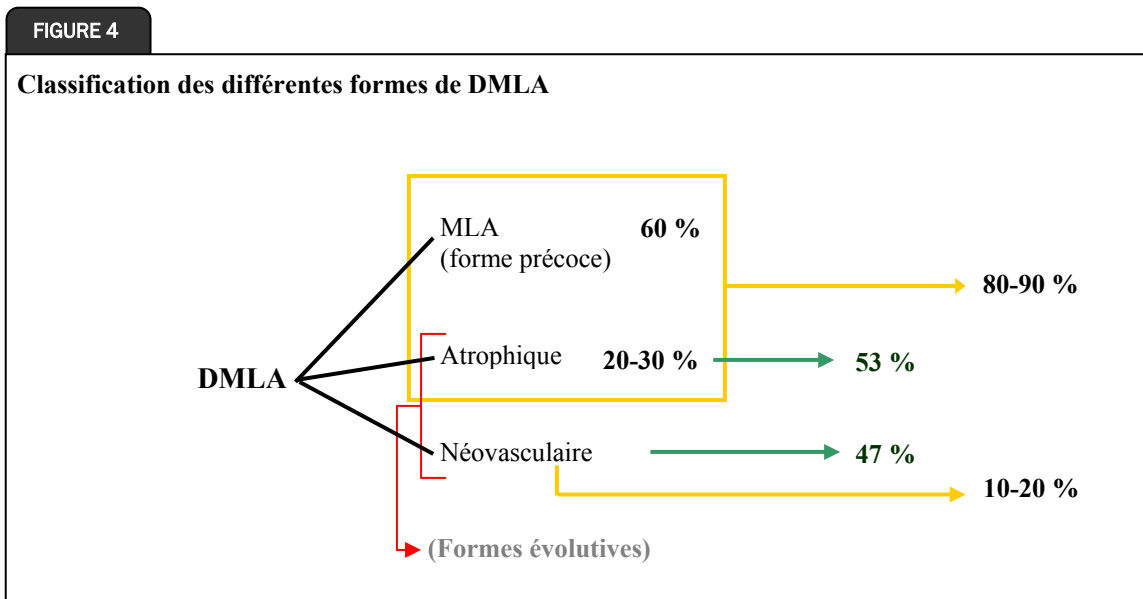 FIGURE 4
Classification des différentes formes de DMLA
MLA 60 %
(forme précoce)
80-90 %
Atrophique 20-30 % 53 %
DMLA
Néovasculaire 47 %
10-20 %
(Formes évolutives)